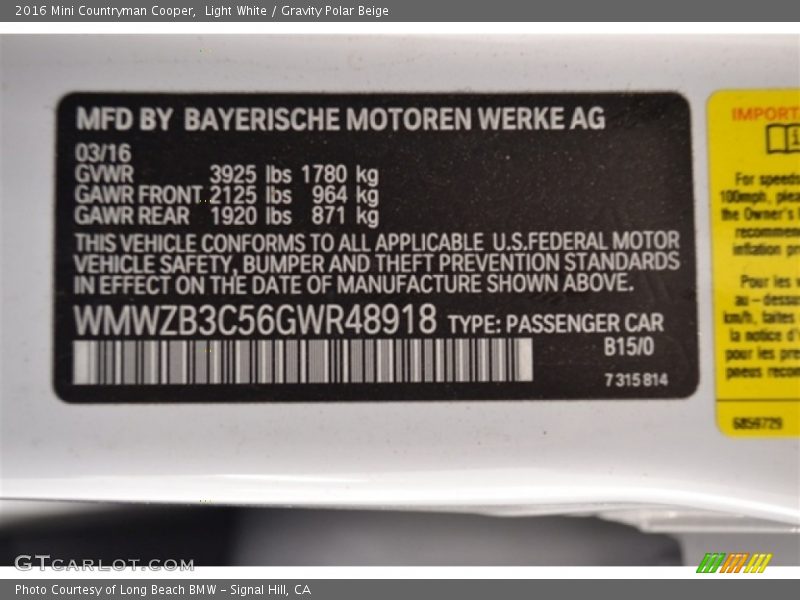 2016 Mini Countryman Cooper,  Light White / Gravity Polar Beige
MFD BY BAYERISCHE MOTOREN WERKE AG
03/16
GVWR 3925 lbs 1780 kg
GAWR FRONT 2125 lbs 964 kg
GAWR REAR 1920 lbs 871 kg
THIS VEHICLE CONFORMS TO ALL APPLICABLE U.S.FEDERAL MOTOR
VEHICLE SAFETY, BUMPER AND THEFT PREVENTION STANDARDS
IN EFFECT ON THE DATE OF MANUFACTURE SHOWN ABOVE.
WMWZB3C56GWR48918 TYPE: PASSENGER CAR
B15/0
7 315 814
For speeds
100mph, plea
the Owner's
recommen
inflation pr
Pour les v
au-dessus
km/h, faites
la notice d'
pour les pre
pneus recom
6859729
GTCARLOT.COM
Photo Courtesy of Long Beach BMW - Signal Hill, CA